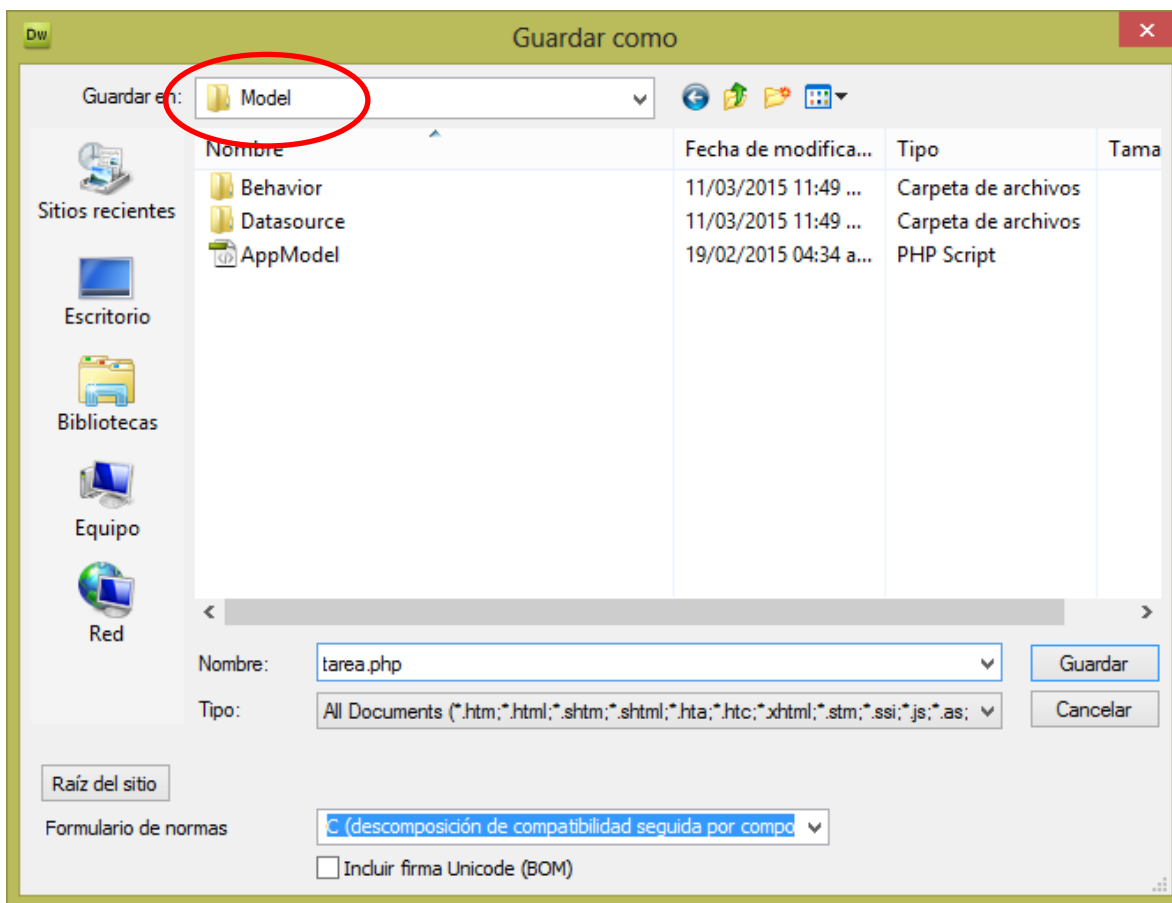 Dw
Guardar como
Guardar en:
Model
Nombre
Fecha de modifica...
Tipo
Tama
Behavior
11/03/2015 11:49 ...
Carpeta de archivos
Datasource
11/03/2015 11:49 ...
Carpeta de archivos
AppModel
19/02/2015 04:34 a...
PHP Script
Sitios recientes
Escritorio
Bibliotecas
Equipo
Red
Nombre:
tarea.php
Guardar
Tipo:
All Documents (*.htm;*.html;*.shtm;*.shtml;*.hta;*.htc;*.xhtml;*.stm;*.ssi;*.js;*.as;
Cancelar
Raíz del sitio
Formulario de normas
C (descomposición de compatibilidad seguida por compo
Incluir firma Unicode (BOM)